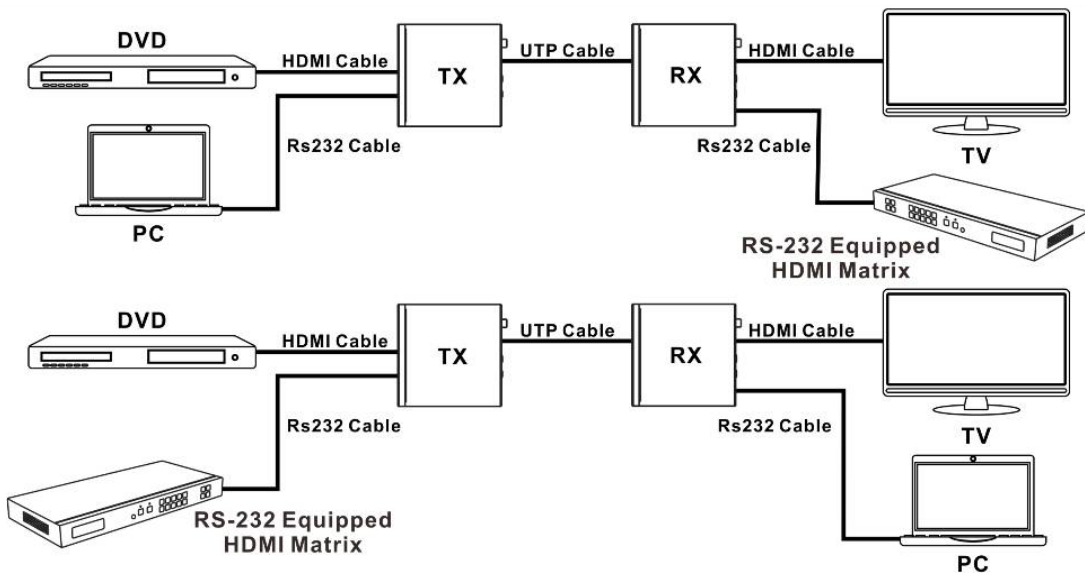 DVD
HDMI Cable
TX
UTP Cable
RX
HDMI Cable
Rs232 Cable
Rs232 Cable
TV
PC
RS-232 Equipped
HDMI Matrix
DVD
HDMI Cable
TX
UTP Cable
RX
HDMI Cable
Rs232 Cable
Rs232 Cable
TV
RS-232 Equipped
HDMI Matrix
PC